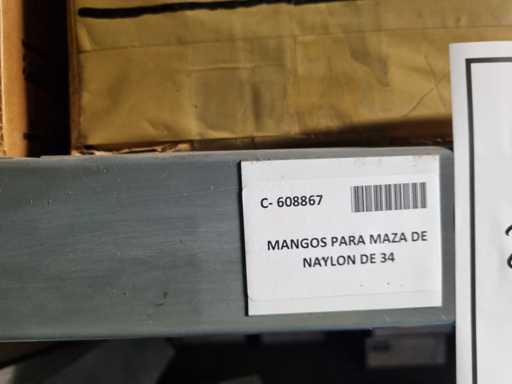 C- 608867
MANGOS PARA MAZA DE
NAYLON DE 34